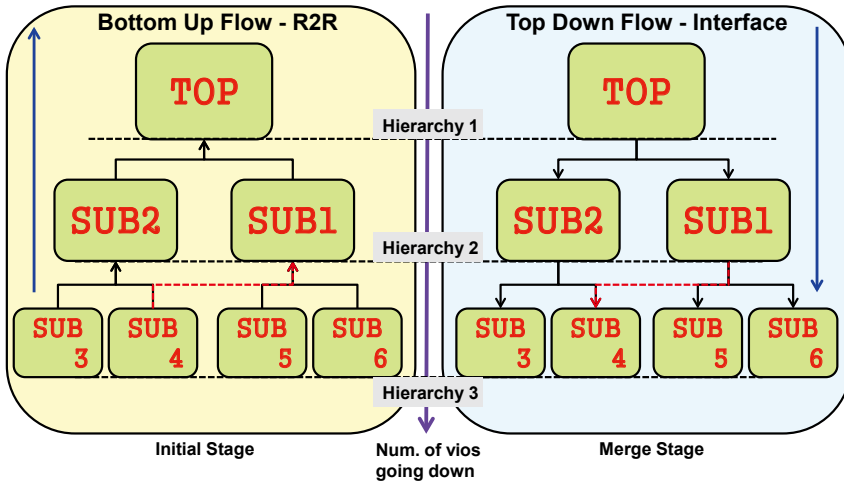 Bottom Up Flow - R2R
Top Down Flow - Interface
TOP
TOP
Hierarchy 1
SUB2
SUB1
SUB2
SUB1
Hierarchy 2
SUB
3
SUB
4
SUB
5
SUB
6
SUB
3
SUB
4
SUB
5
SUB
6
Hierarchy 3
Initial Stage
Num. of vios
going down
Merge Stage